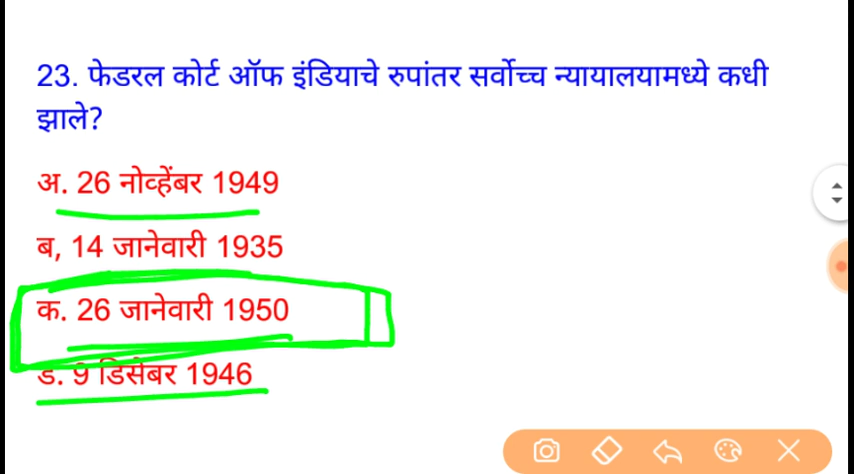 23. फेडरल कोर्ट ऑफ इंडियाचे रुपांतर सर्वोच्च न्यायालयामध्ये कधी
झाले?
अ. 26 नोव्हेंबर 1949
ब, 14 जानेवारी 1935
क. 26 जानेवारी 1950
ड. 9 डिसेंबर 1946